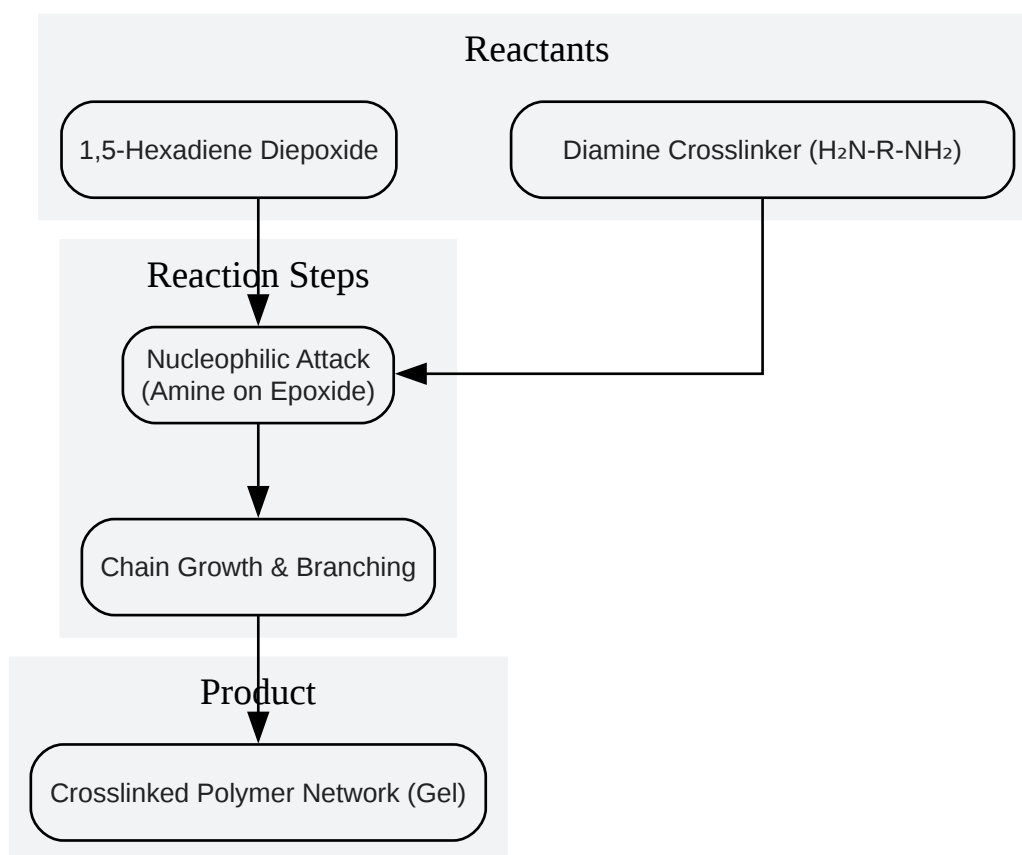 Reactants
1,5-Hexadiene Diepoxide
Diamine Crosslinker (H₂N-R-NH₂)
Reaction Steps
Nucleophilic Attack
(Amine on Epoxide)
Chain Growth & Branching
Product
Crosslinked Polymer Network (Gel)